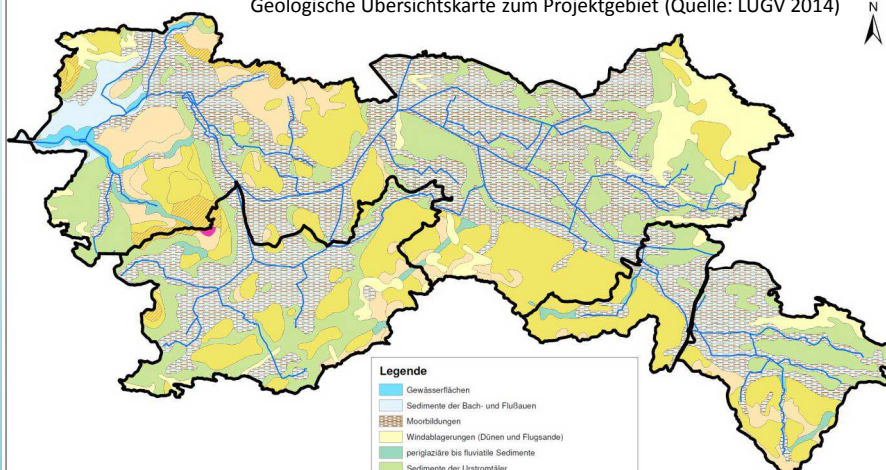 Geologische Übersichtskarte zum Projektgebiet (Quelle: LUGV 2014)
N
Legende
Gewässerflächen
Sedimente der Bach- und Flußauen
Moorbildungen
Windablagerungen (Dünen und Flugsande)
periglaziäre bis fluviatile Sedimente
Sedimente der Urstromtäler